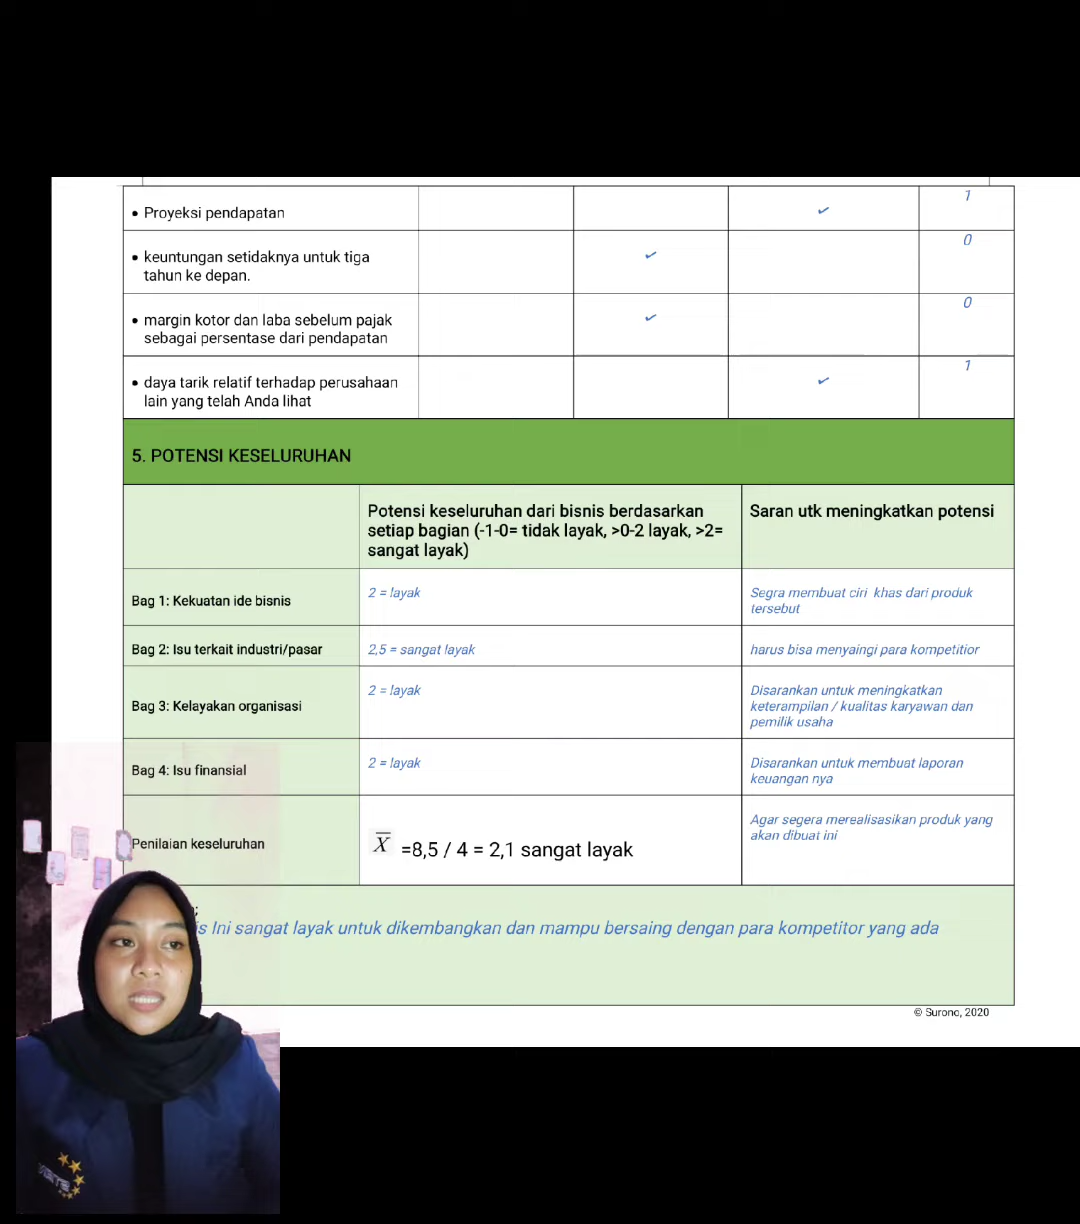 • Proyeksi pendapatan
✓
1
• keuntungan setidaknya untuk tiga
tahun ke depan.
✓
0
• margin kotor dan laba sebelum pajak
sebagai persentase dari pendapatan
✓
0
• daya tarik relatif terhadap perusahaan
lain yang telah Anda lihat
✓
1
5. POTENSI KESELURUHAN
Potensi keseluruhan dari bisnis berdasarkan
setiap bagian (-1-0= tidak layak, >0-2 layak, >2=
sangat layak)
Saran utk meningkatkan potensi
Bag 1: Kekuatan ide bisnis
2 = layak
Segra membuat ciri khas dari produk
tersebut
Bag 2: Isu terkait industri/pasar
2,5 = sangat layak
harus bisa menyaingi para kompetitior
Bag 3: Kelayakan organisasi
2 = layak
Disarankan untuk meningkatkan
keterampilan / kualitas karyawan dan
pemilik usaha
Bag 4: Isu finansial
2 = layak
Disarankan untuk membuat laporan
keuangan nya
Penilaian keseluruhan
X̅ =8,5 / 4 = 2,1 sangat layak
Agar segera merealisasikan produk yang
akan dibuat ini
Ini sangat layak untuk dikembangkan dan mampu bersaing dengan para kompetitor yang ada
© Surono, 2020